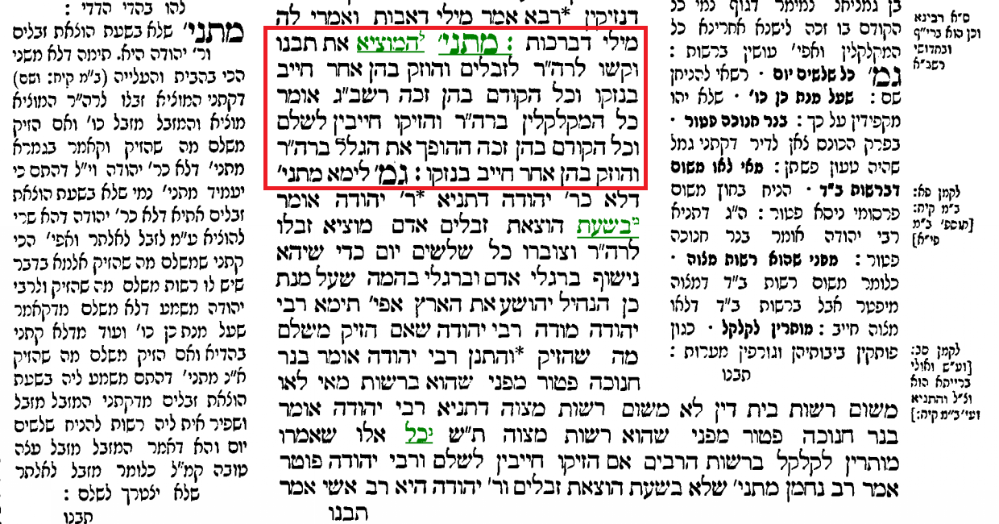 ס״א רבינא
וכן הוא ברי״ף
ובחדושי
רשב״א
לקמן פא:
ב״מ קיח:
[תוספ׳ ב״מ
פי״א]
לקמן סב:
[וע״ש ואולי
ברייתא הוא
וצ״ל והתניא
ועי׳ ב״מ קיח:]
בן גמליאל למימר דגוף נמי כל
הקודם בו זכה לישנא אחרינא כל
המקלקלין ואפי׳ עושין ברשות :
גמ׳ כל שלשים יום . רשאי להניחן
שם : שעל מנת כן כו׳ . שלא יהו
מקפידין על כך : בנר חנוכה פטור .
בפרק הכונס לאן לדיר דקתני גמל
שהיה טעון פשתן : מאי לאו משום
דברשות ב״ד . הניח בחוץ משום
פרסומי ניסא פטור : ה״ג דתניא
רבי יהודה אומר בנר חנוכה
פטור : מפני שהוא רשות מצוה .
כלומר משום רשות ב״ד דמצוה
מיפטר אבל ברשות ב״ד דלאו
מצוה חייב : מותרין לקלקל . כגון
פותקין ביבותיהן וגורפין מערות :
תבנו
דנזיקין *רבא אמר מילי דאבות ואמרי לה
מילי דברכות : מתני׳ להמוציא את תבנו
וקשו לרה״ר לזבלים והוזק בהן אחר חייב
בנזקו וכל הקודם בהן זכה רשב״ג אומר
כל המקלקלין ברה״ר והזיקו חייבין לשלם
וכל הקודם בהן זכה ההופך את הגלל ברה״ר
והוזק בהן אחר חייב בנזקו : גמ׳ לימא מתני׳
דלא כר׳ יהודה דתניא *ר׳ יהודה אומר
מבשעת הוצאת זבלים אדם מוציא זבלו
לרה״ר וצוברו כל שלשים יום כדי שיהא
נישוף ברגלי אדם וברגלי בהמה שעל מנת
כן הנחיל יהושע את הארץ אפי׳ תימא רבי
יהודה מודה רבי יהודה שאם הזיק משלם
מה שהזיק *והתנן רבי יהודה אומר בנר
חנוכה פטור מפני שהוא ברשות מאי לאו
משום רשות בית דין לא משום רשות מצוה דתניא רבי יהודה אומר
בנר חנוכה פטור מפני שהוא רשות מצוה ת״ש נכל אלו שאמרו
מותרין לקלקל ברשות הרבים אם הזיקו חייבין לשלם ורבי יהודה פוטר
אמר רב נחמן מתני׳ שלא בשעת הוצאת זבלים ור׳ יהודה היא רב אשי אמר
תבנו
להו בהדי הדדי :
מתני׳ שלא בשעת הוצאת זבלים
ור׳ יהודה היא. תימה דלא משני
הכי בהבית והעלייה (ב״מ קיח: ושם)
דקתני המוציא זבלו לרה״ר המוציא
מוציא והמזבל מזבל כו׳ ואם הזיק
משלם מה שהזיק וקאמר בגמרא
מתני׳ דלא כר׳ יהודה וי״ל דהתם כי
יעמיד מתני׳ נמי שלא בשעת הוצאת
זבלים אתיא דלא כר׳ יהודה דהא שרי
להוציא ע״מ לזבל לאלתר ואפי׳ הכי
קתני שמשלם מה שהזיק אלמא בדבר
שיש לו רשות משלם מה שהזיק ולרבי
יהודה משמע דלא משלם מדקאמר
שעל מנת כן כו׳ ועוד מדלא קתני
בהדיא ואם הזיק משלם מה שהזיק
א״נ מתני׳ דהתם משמע ליה בשעת
הוצאת זבלים מדקתני המזבל מזבל
ושפיר אית ליה רשות להניח שלשים
יום והא דאמר המזבל מזבל עצה
טובה קמ״ל כלומר מזבל לאלתר
שלא יצטרך לשלם :
תבנו